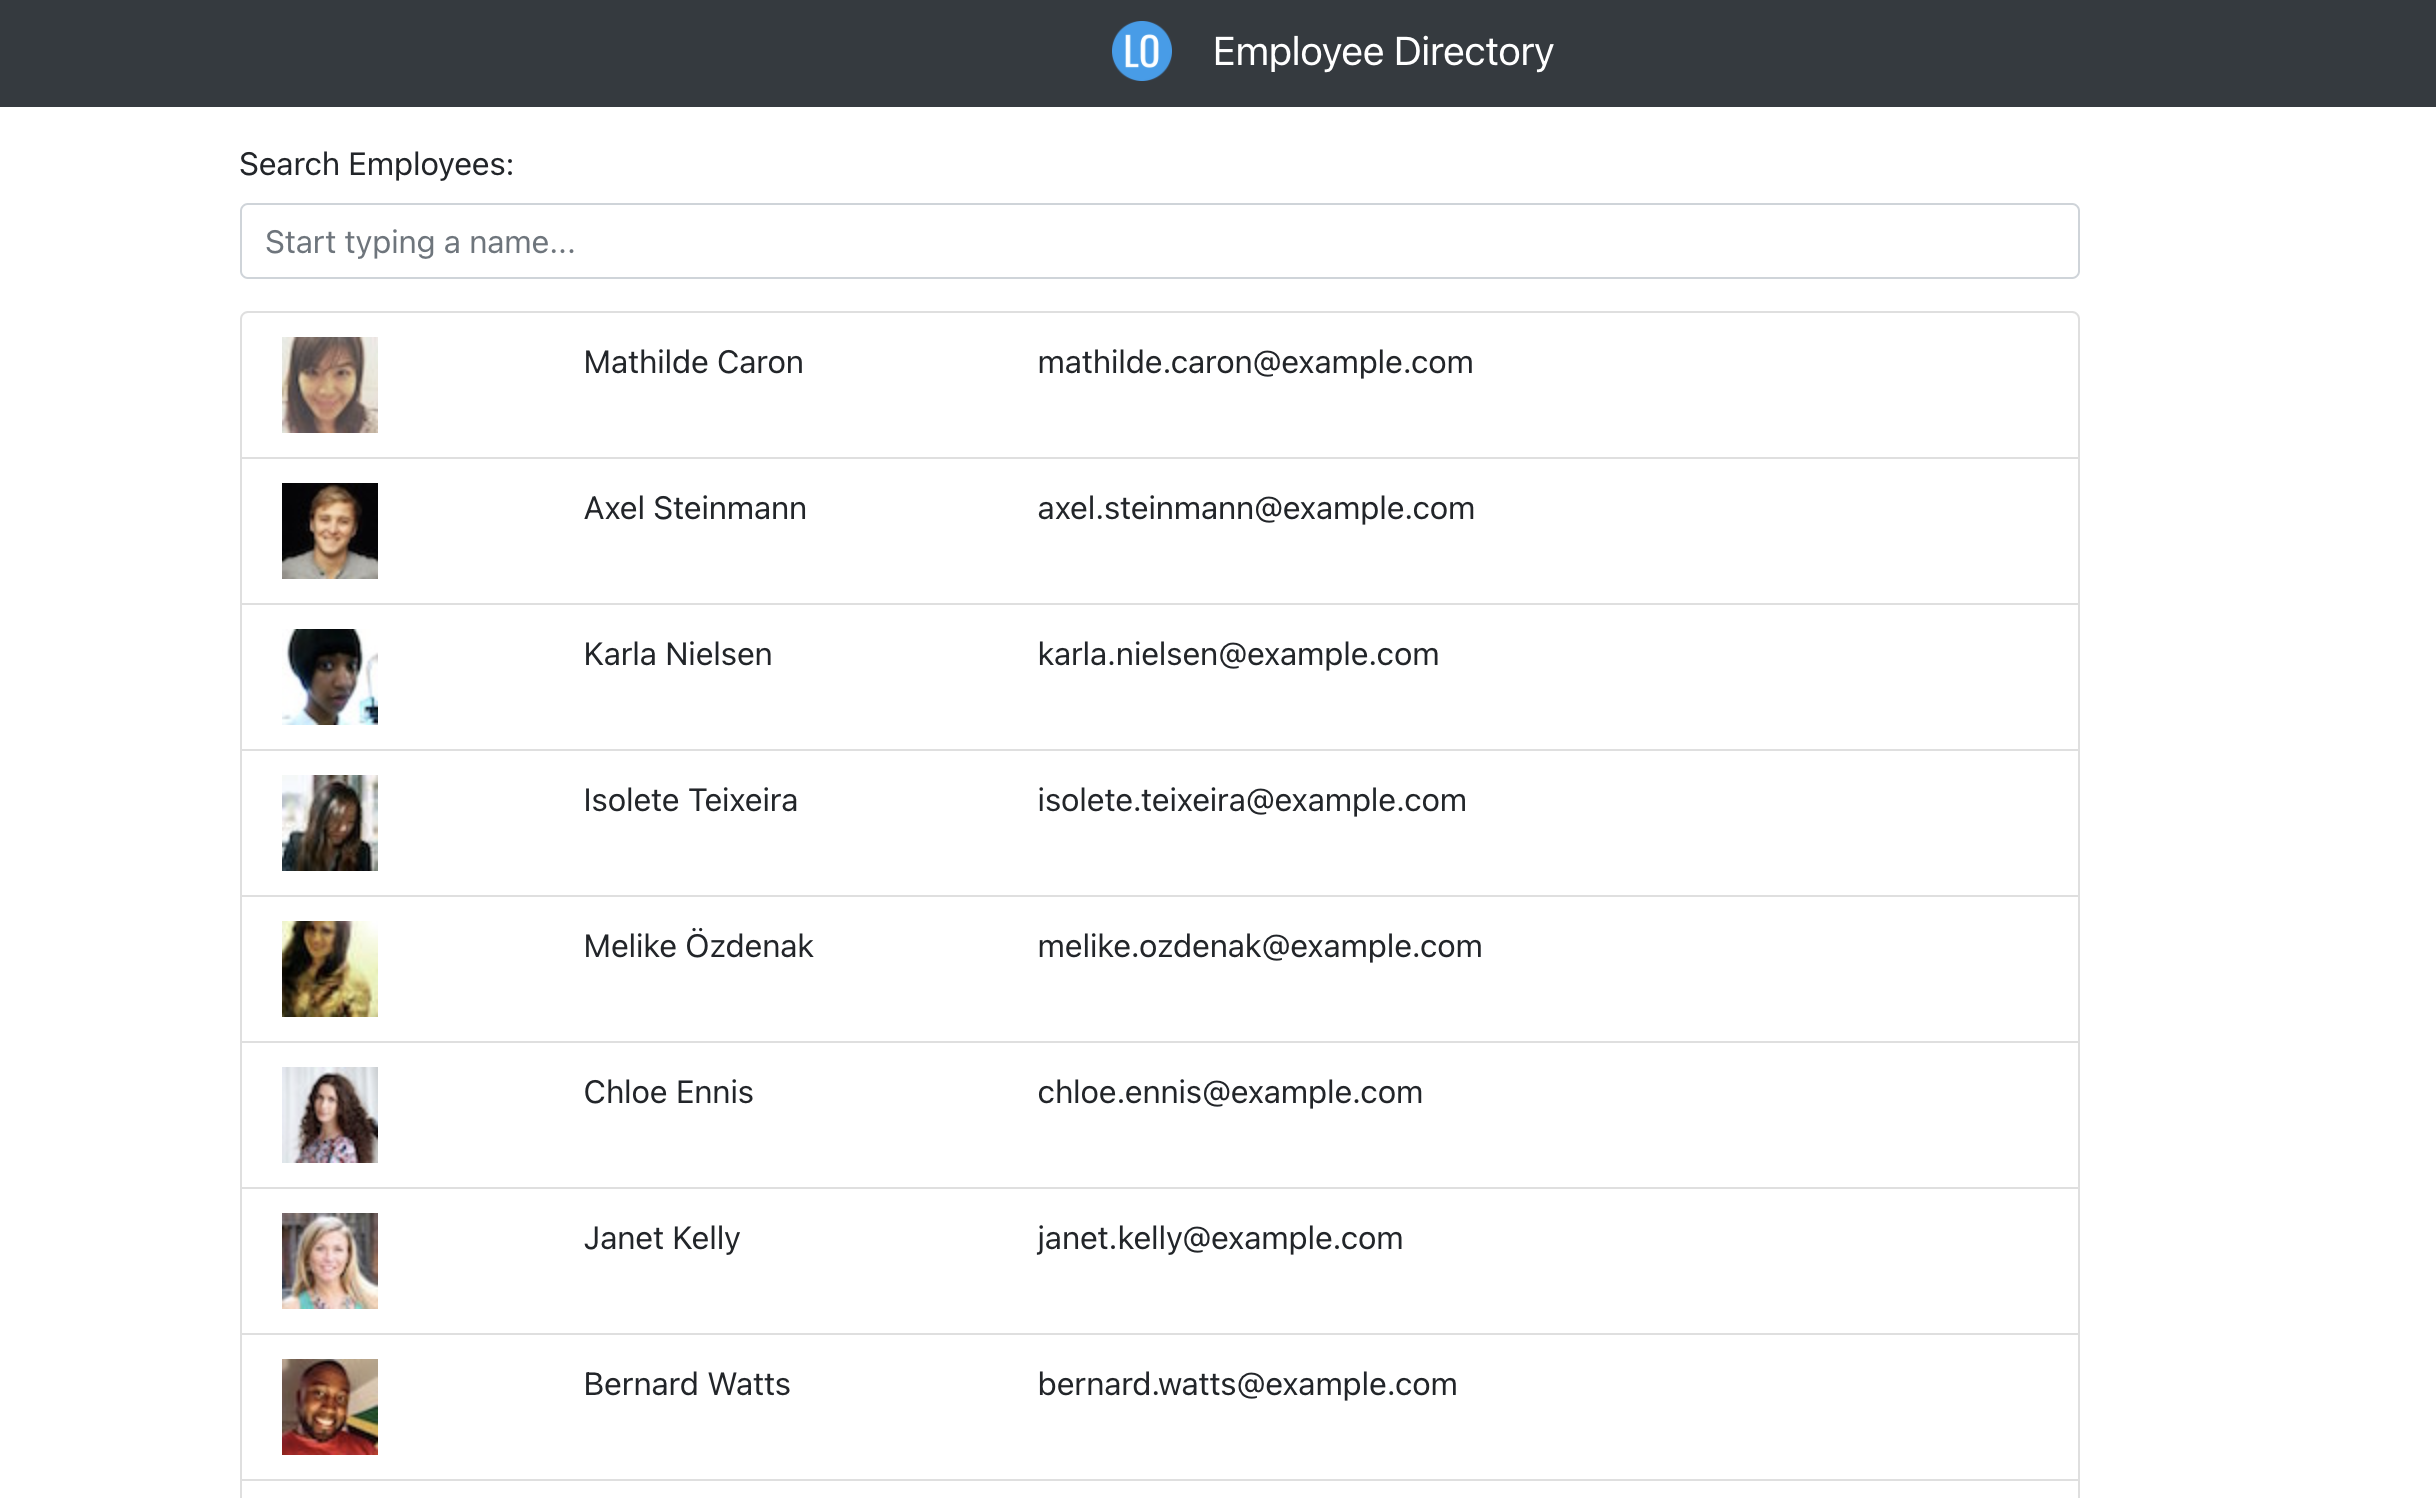 LO Employee Directory
Search Employees:
Start typing a name...
Mathilde Caron mathilde.caron@example.com
Axel Steinmann axel.steinmann@example.com
Karla Nielsen karla.nielsen@example.com
Isolete Teixeira isolete.teixeira@example.com
Melike Özdenak melike.ozdenak@example.com
Chloe Ennis chloe.ennis@example.com
Janet Kelly janet.kelly@example.com
Bernard Watts bernard.watts@example.com